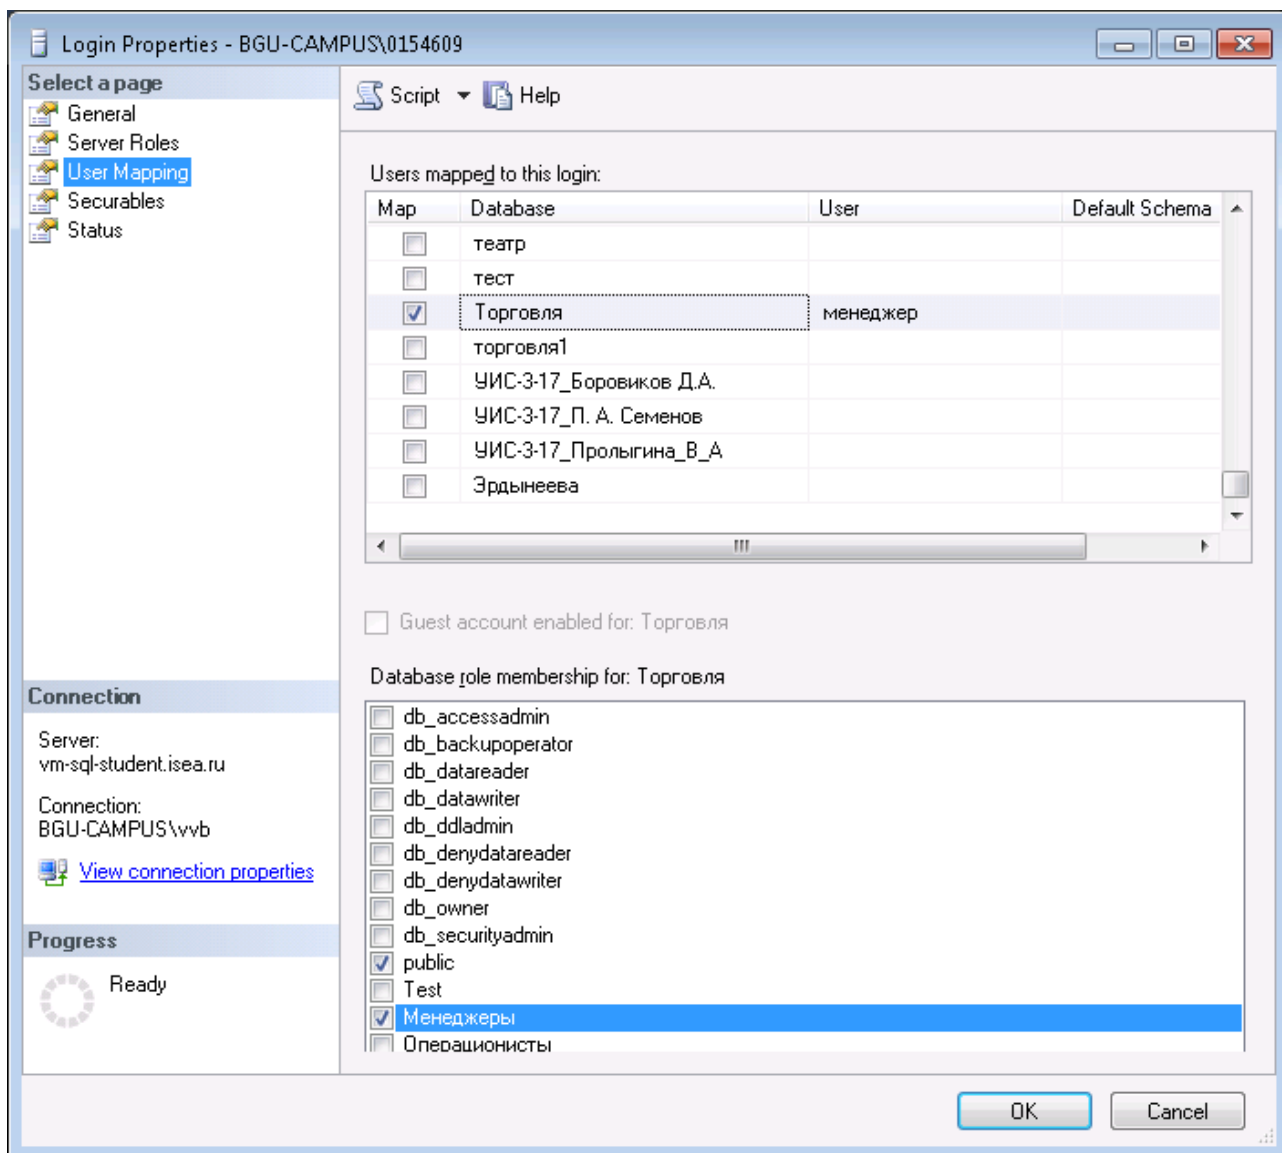 Login Properties - BGU-CAMPUS\0154609
Select a page
General
Server Roles
User Mapping
Securables
Status
Script
Help
Users mapped to this login:
Map Database User Default Schema
театр
тест
Торговля менеджер
торговля1
УИС-3-17_Боровиков Д.А.
УИС-3-17_П. А. Семенов
УИС-3-17_Пролыгина_В_А
Эрдынеева
Guest account enabled for: Торговля
Database role membership for: Торговля
db_accessadmin
db_backupoperator
db_datareader
db_datawriter
db_ddladmin
db_denydatareader
db_denydatawriter
db_owner
db_securityadmin
public
Test
Менеджеры
Операционисты
Connection
Server:
vm-sql-student.isea.ru
Connection:
BGU-CAMPUS\vvb
View connection properties
Progress
Ready
OK
Cancel